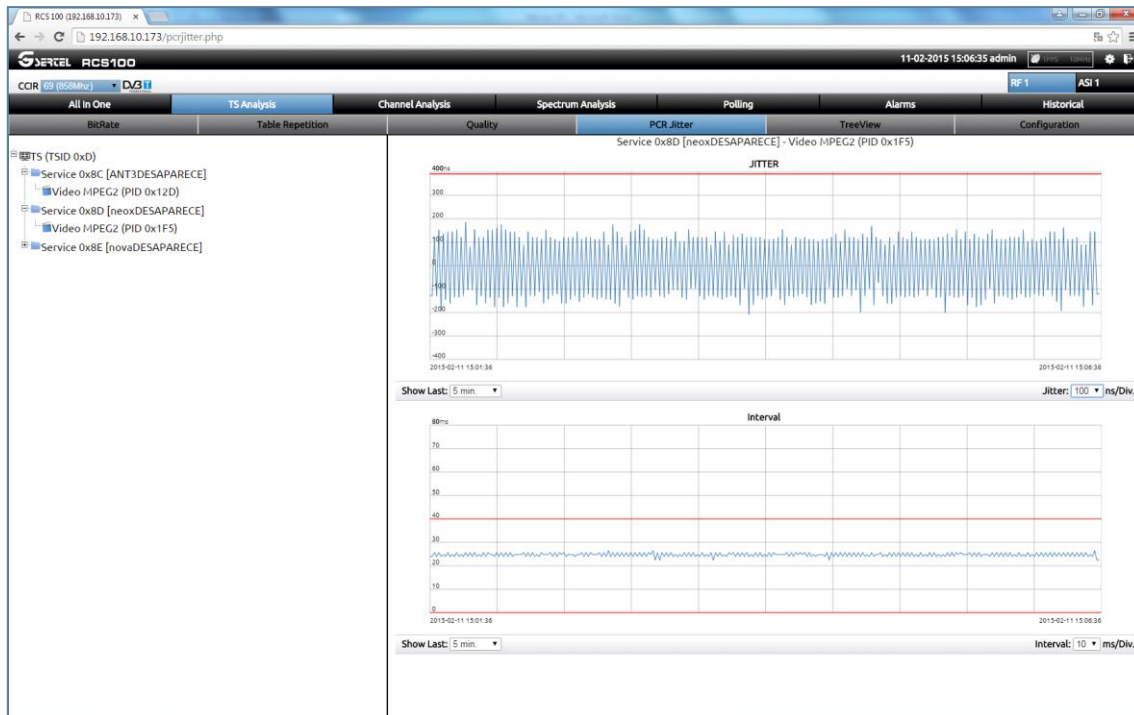 RCS 100 (192.168.10.173)
192.168.10.173/pcrjitter.php
SERTEL RCS100
11-02-2015 15:06:35 admin 1PPS 10MHz
CCIR 69 (858Mhz) DVB T
RF 1 ASI 1
All In One TS Analysis Channel Analysis Spectrum Analysis Polling Alarms Historical
BitRate Table Repetition Quality PCR Jitter TreeView Configuration
TS (TSID 0xD)
Service 0x8C [ANT3DESAPARECE]
Video MPEG2 (PID 0x12D)
Service 0x8D [neoxDESAPARECE]
Video MPEG2 (PID 0x1F5)
Service 0x8E [novaDESAPARECE]
Service 0x8D [neoxDESAPARECE] - Video MPEG2 (PID 0x1F5)
JITTER
400ns
300
200
100
0
-100
-200
-300
-400
2015-02-11 15:01:36 2015-02-11 15:06:36
Show Last: 5 min. Jitter: 100 ns/Div.
Interval
80ms
70
60
50
40
30
20
10
0
2015-02-11 15:01:36 2015-02-11 15:06:36
Show Last: 5 min. Interval: 10 ms/Div.